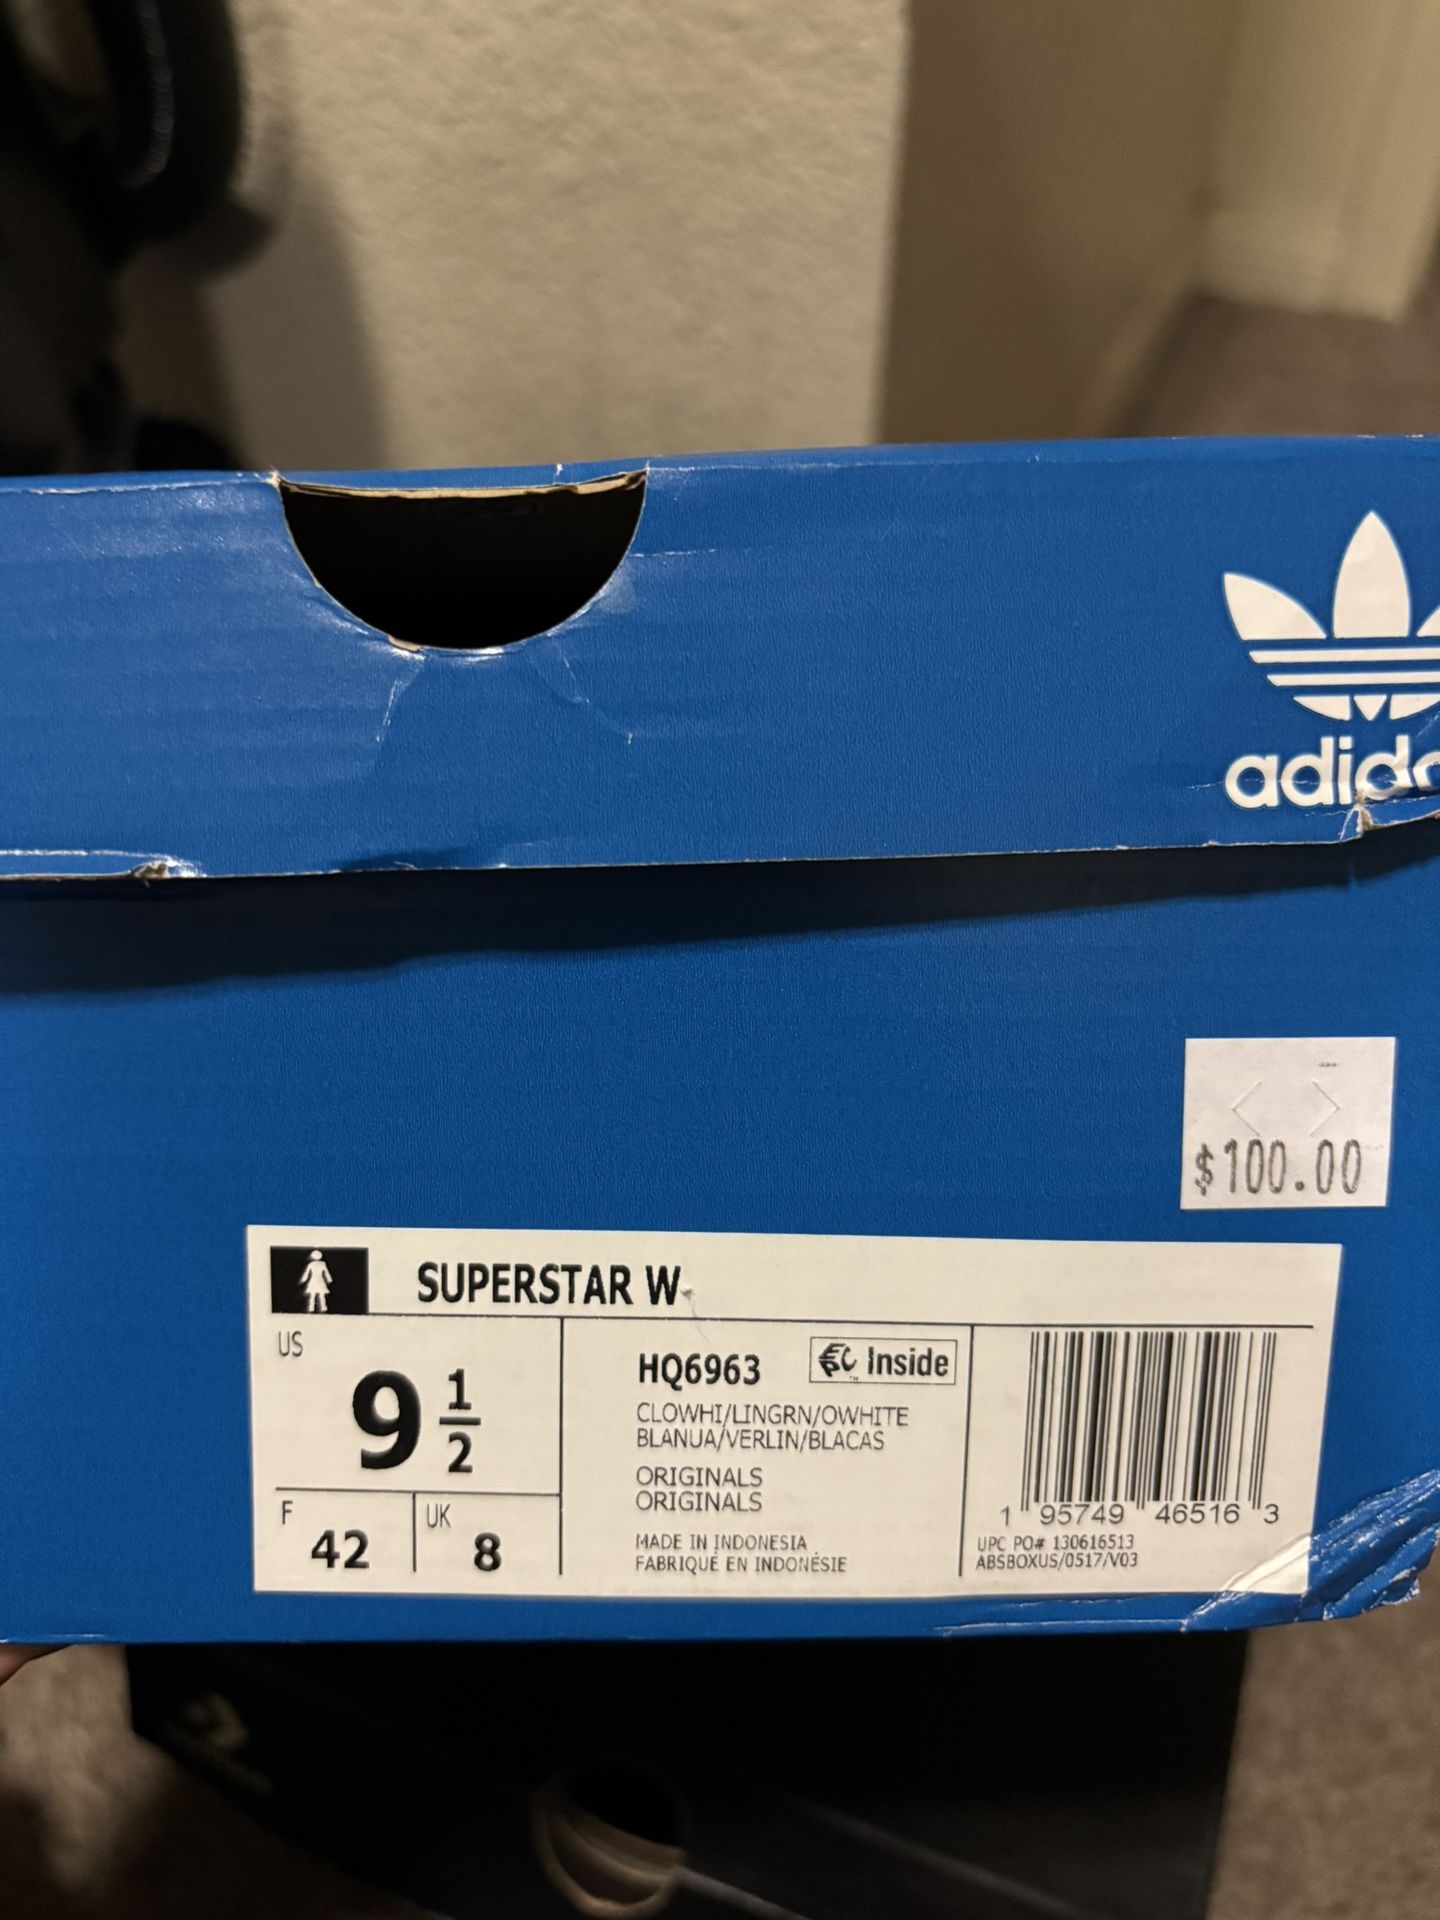 adidas
$100.00
SUPERSTAR W
US
9 1/2
F
42
UK
8
HQ6963
Inside
CLOWHI/LINGRN/OWHITE
BLANUA/VERLIN/BLACAS
ORIGINALS
ORIGINALS
MADE IN INDONESIA
FABRIQUÉ EN INDONÉSIE
1 95749 46516 3
UPC PO# 130616513
ABSBOXUS/0517/V03